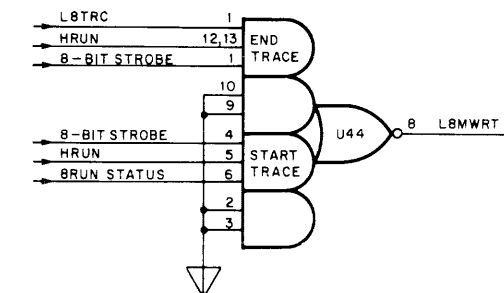 L8TRC 1
HRUN 12,13 END
8-BIT STROBE 1 TRACE
10
9
8-BIT STROBE 4
HRUN 5 START
8RUN STATUS 6 TRACE
2
3
U44 8 L8MWRT